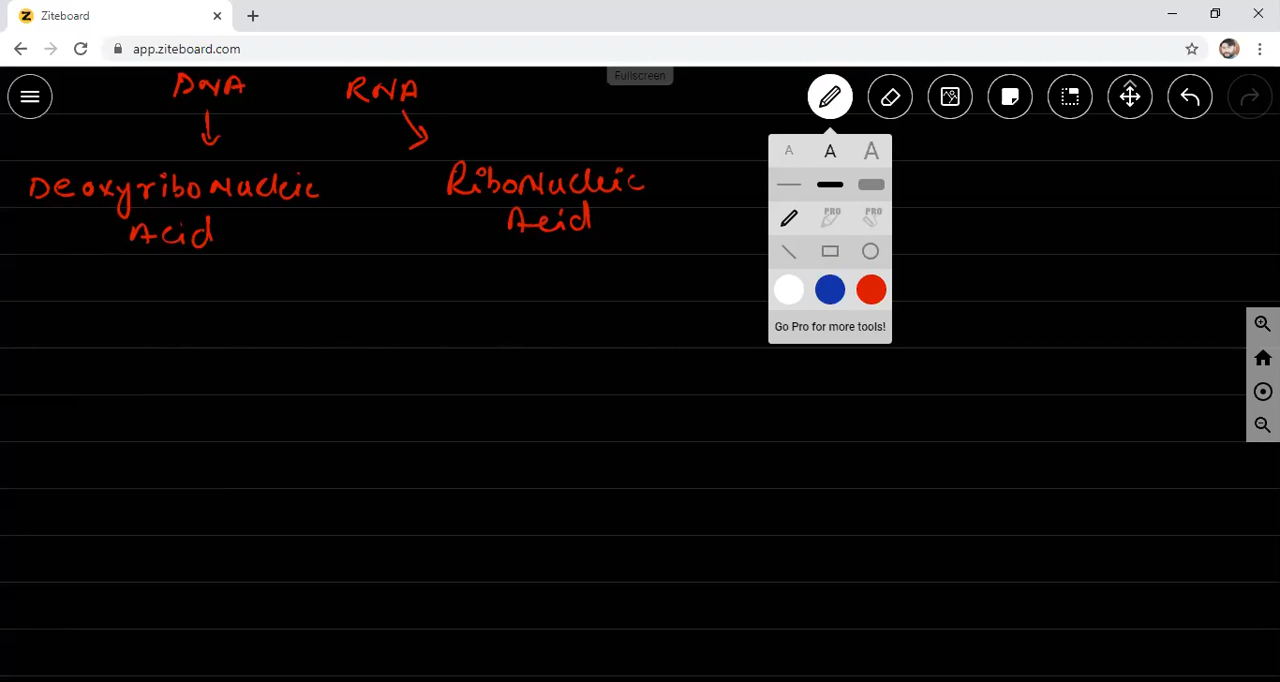 Ziteboard
app.ziteboard.com
Fullscreen
DNA RNA
Deoxyribonucleic
Acid
Ribonucleic
Acid
A A A
PRO PRO
Go Pro for more tools!